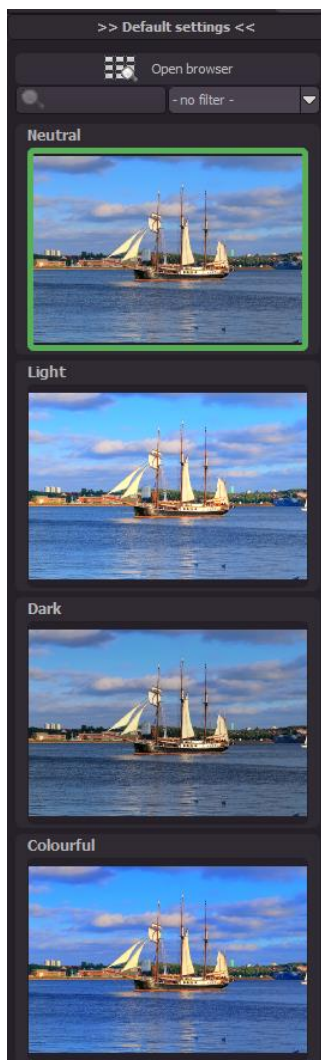 >> Default settings <<
Open browser
- no filter -
Neutral
Light
Dark
Colourful